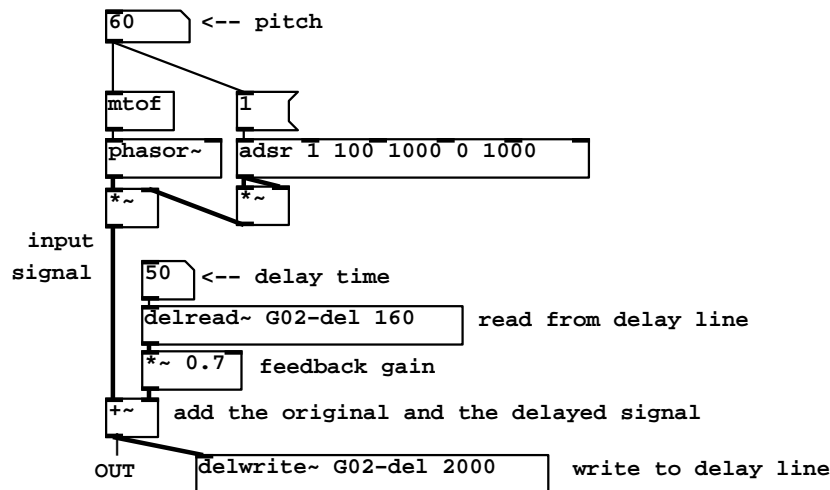 60 <-- pitch
mtof 1
phasor~ adsr 1 100 1000 0 1000
*~ *~
input
signal 50 <-- delay time
delread~ G02-del 160 read from delay line
*~ 0.7 feedback gain
+~ add the original and the delayed signal
OUT delwrite~ G02-del 2000 write to delay line